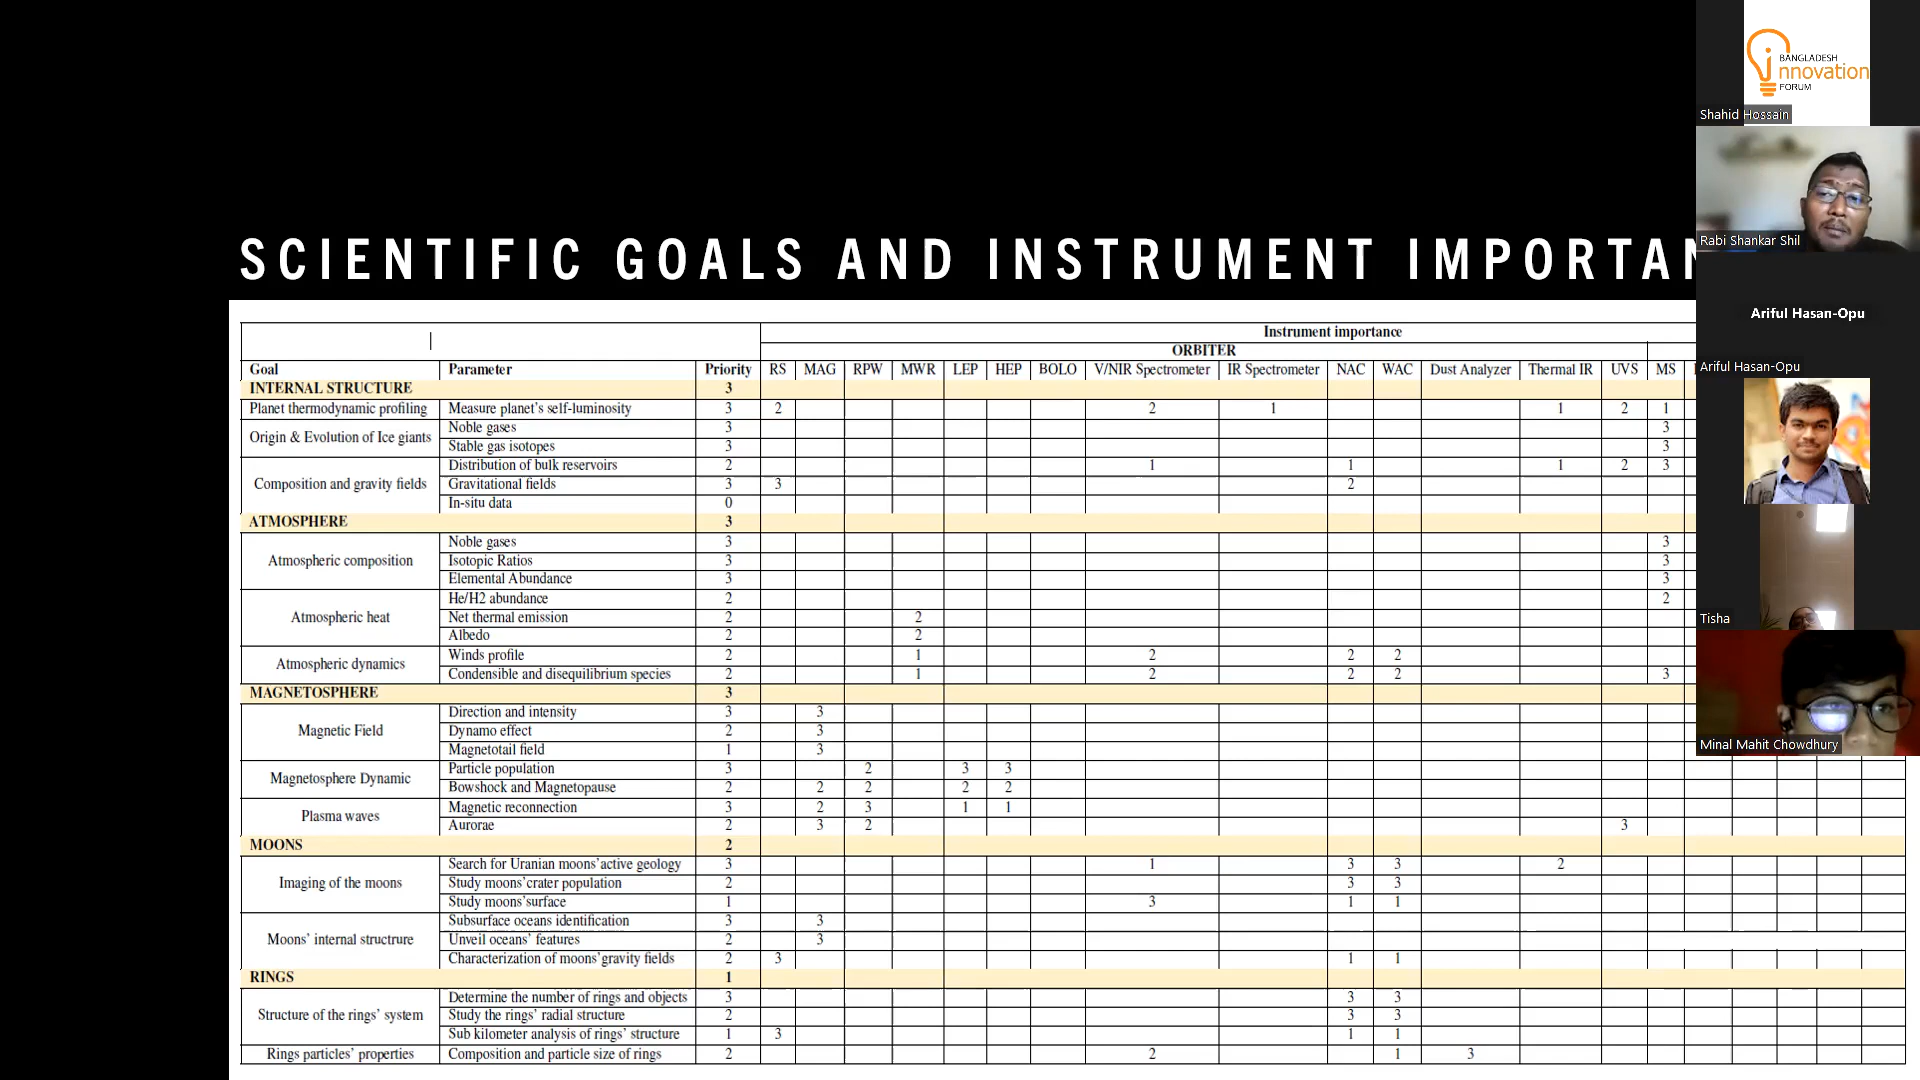 SCIENTIFIC GOALS AND INSTRUMENT
Instrument importance
ORBITER
Goal Parameter Priority RS MAG RPW MWR LEP HEP BOLO V/NIR Spectrometer IR Spectrometer NAC WAC Dust Analyzer Thermal IR UVS MS
INTERNAL STRUCTURE 3
Planet thermodynamic profiling Measure planet's self-luminosity 3 2 2 1 1 2 1
Origin & Evolution of Ice giants
Noble gases 3 3
Stable gas isotopes 3 3
Composition and gravity fields
Distribution of bulk reservoirs 2 1 1 1 2 3
Gravitational fields 3 3 2
In-situ data 0
ATMOSPHERE 3
Atmospheric composition
Noble gases 3 3
Isotopic Ratios 3 3
Elemental Abundance 3 3
Atmospheric heat
He/H2 abundance 2 2
Net thermal emission 2 2
Albedo 2 2
Atmospheric dynamics
Winds profile 2 1 2 2 2
Condensible and disequilibrium species 2 1 2 2 2 3
MAGNETOSPHERE 3
Magnetic Field
Direction and intensity 3 3
Dynamo effect 2 3
Magnetotail field 1 3
Magnetosphere Dynamic
Particle population 3 2 3 3
Bowshock and Magnetopause 2 2 2 2 2
Plasma waves
Magnetic reconnection 3 2 3 1 1
Aurorae 2 3 2 3
MOONS 2
Imaging of the moons
Search for Uranian moons'active geology 3 1 3 3 2
Study moons'crater population 2 3 3
Study moons'surface 1 3 1 1
Moons' internal structrure
Subsurface oceans identification 3 3
Unveil oceans' features 2 3
Characterization of moons'gravity fields 2 3 1 1
RINGS 1
Structure of the rings' system
Determine the number of rings and objects 3 3 3
Study the rings' radial structure 2 3 3
Sub kilometer analysis of rings' structure 1 3 1 1
Rings particles' properties Composition and particle size of rings 2 2 1 3
BANGLADESH
innovation
FORUM
Shahid Hossain
Rabi Shankar Shil
Ariful Hasan-Opu
Ariful Hasan-Opu
Tisha
Minal Mahit Chowdhury